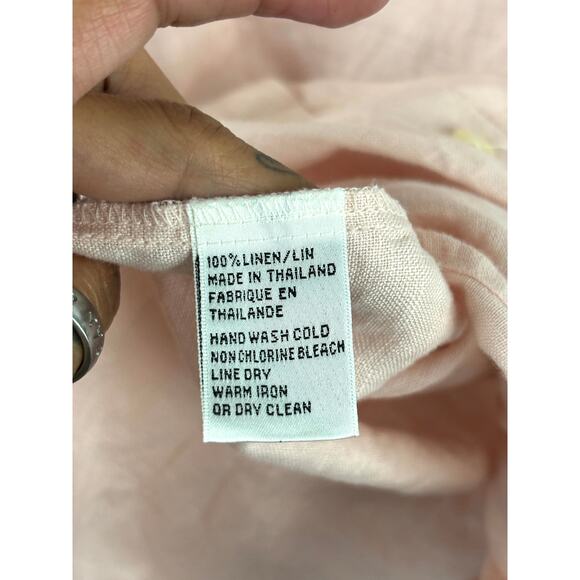 100% LINEN/LIN
MADE IN THAILAND
FABRIQUE EN
THAILANDE
HAND WASH COLD
NON CHLORINE BLEACH
LINE DRY
WARM IRON
OR DRY CLEAN